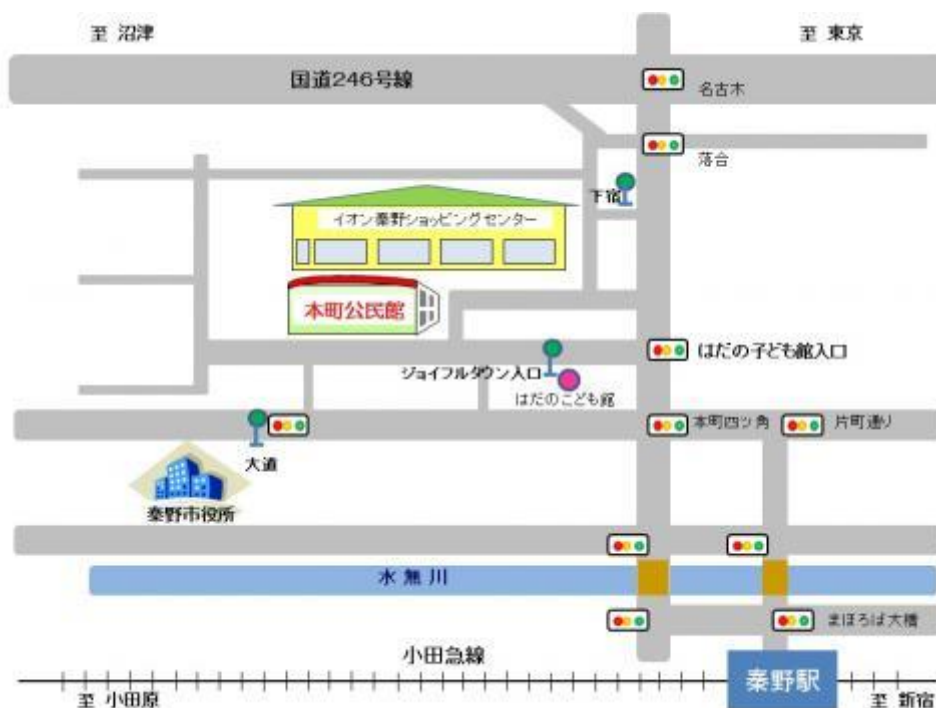 至 沼津
至 東京
国道246号線
名古木
落合
下宿
イオン秦野ショッピングセンター
本町公民館
はだの子ども館入口
ジョイフルタウン入口
はだのこども館
本町四ツ角
片町通り
大道
秦野市役所
水無川
まほろば大橋
小田急線
秦野駅
至 小田原
至 新宿